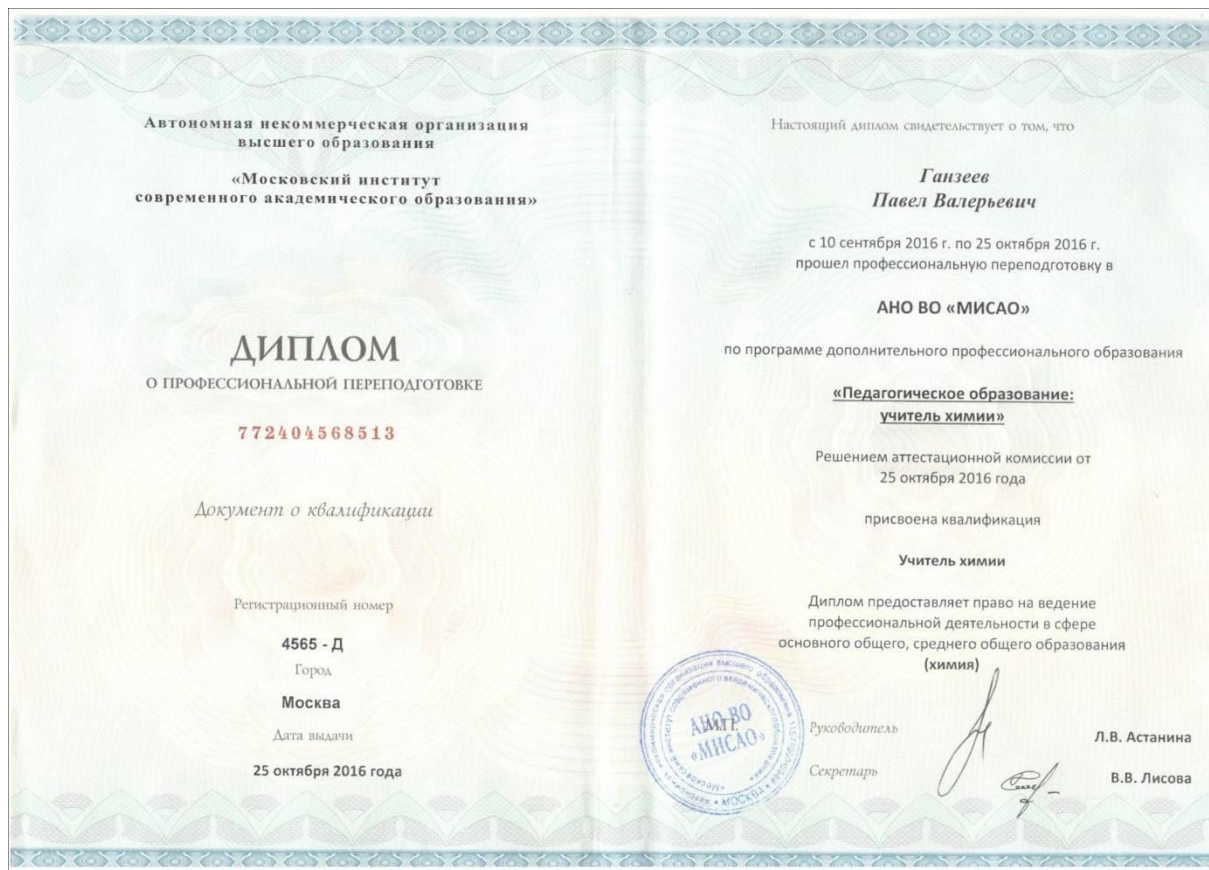 Автономная некоммерческая организация
высшего образования
«Московский институт
современного академического образования»
ДИПЛОМ
О ПРОФЕССИОНАЛЬНОЙ ПЕРЕПОДГОТОВКЕ
772404568513
Документ о квалификации
Регистрационный номер
4565 - Д
Город
Москва
Дата выдачи
25 октября 2016 года
Настоящий диплом свидетельствует о том, что
Ганзеев
Павел Валерьевич
с 10 сентября 2016 г. по 25 октября 2016 г.
прошел профессиональную переподготовку в
АНО ВО «МИСАО»
по программе дополнительного профессионального образования
«Педагогическое образование:
учитель химии»
Решением аттестационной комиссии от
25 октября 2016 года
присвоена квалификация
Учитель химии
Диплом предоставляет право на ведение
профессиональной деятельности в сфере
основного общего, среднего общего образования
(химия)
М.П.
АНО ВО
«МИСАО»
МОСКВА
Руководитель
Л.В. Астанина
Секретарь
В.В. Лисова